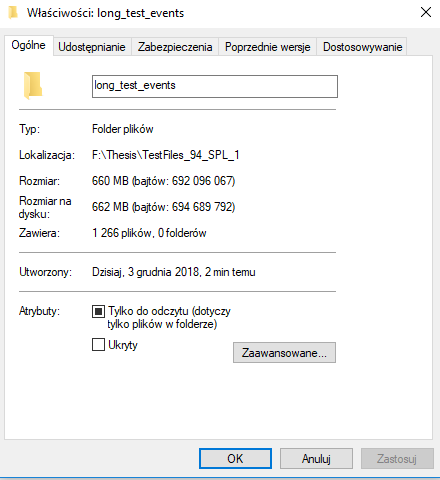 Właściwości: long_test_events
Ogólne Udostępnianie Zabezpieczenia Poprzednie wersje Dostosowywanie
long_test_events
Typ: Folder plików
Lokalizacja: F:\Thesis\TestFiles_94_SPL_1
Rozmiar: 660 MB (bajtów: 692 096 067)
Rozmiar na
dysku: 662 MB (bajtów: 694 689 792)
Zawiera: 1 266 plików, 0 folderów
Utworzony: Dzisiaj, 3 grudnia 2018, 2 min temu
Atrybuty: Tylko do odczytu (dotyczy
tylko plików w folderze)
Ukryty
Zaawansowane...
OK Anuluj Zastosuj